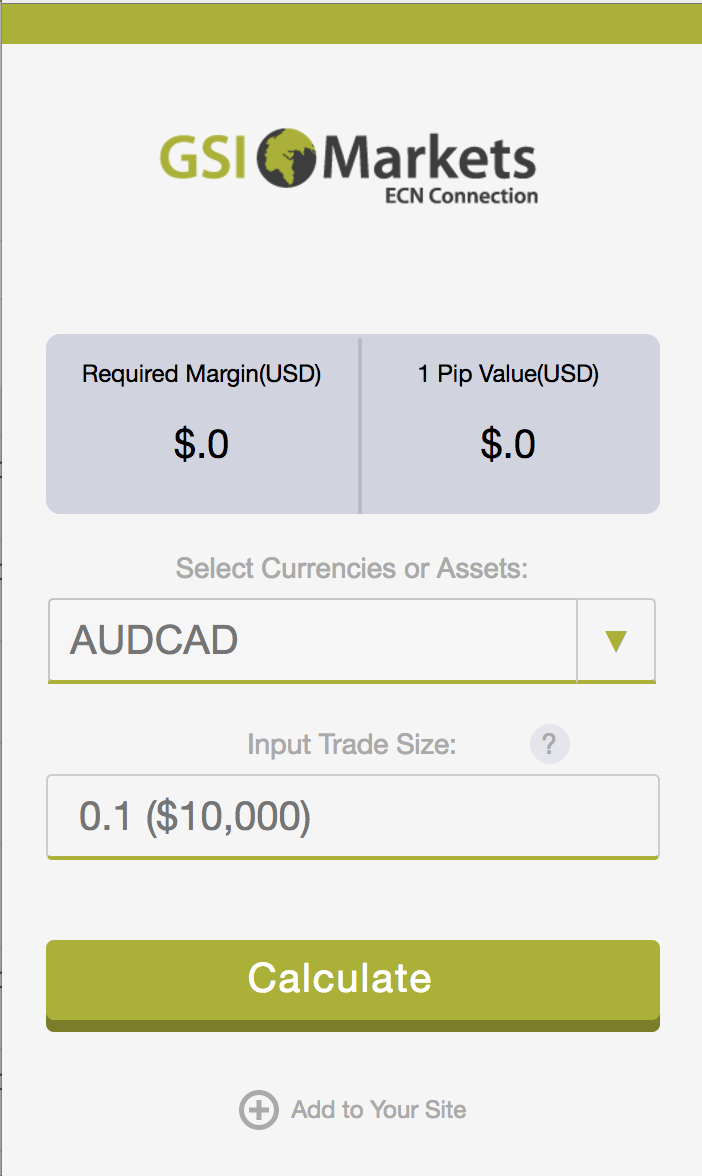 GSI Markets
ECN Connection
Required Margin(USD)
1 Pip Value(USD)
$.0
$.0
Select Currencies or Assets:
AUDCAD
Input Trade Size:
?
0.1 ($10,000)
Calculate
Add to Your Site